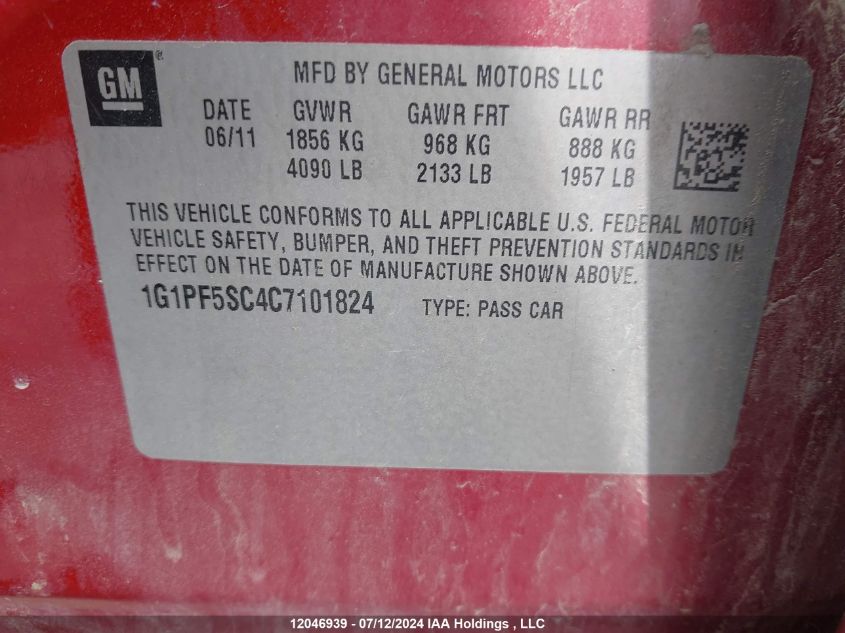 GM®
MFD BY GENERAL MOTORS LLC
DATE GVWR GAWR FRT GAWR RR
06/11 1856 KG 968 KG 888 KG
4090 LB 2133 LB 1957 LB
THIS VEHICLE CONFORMS TO ALL APPLICABLE U.S. FEDERAL MOTOR
VEHICLE SAFETY, BUMPER, AND THEFT PREVENTION STANDARDS IN
EFFECT ON THE DATE OF MANUFACTURE SHOWN ABOVE.
1G1PF5SC4C7101824 TYPE: PASS CAR
12046939 - 07/12/2024 IAA Holdings , LLC